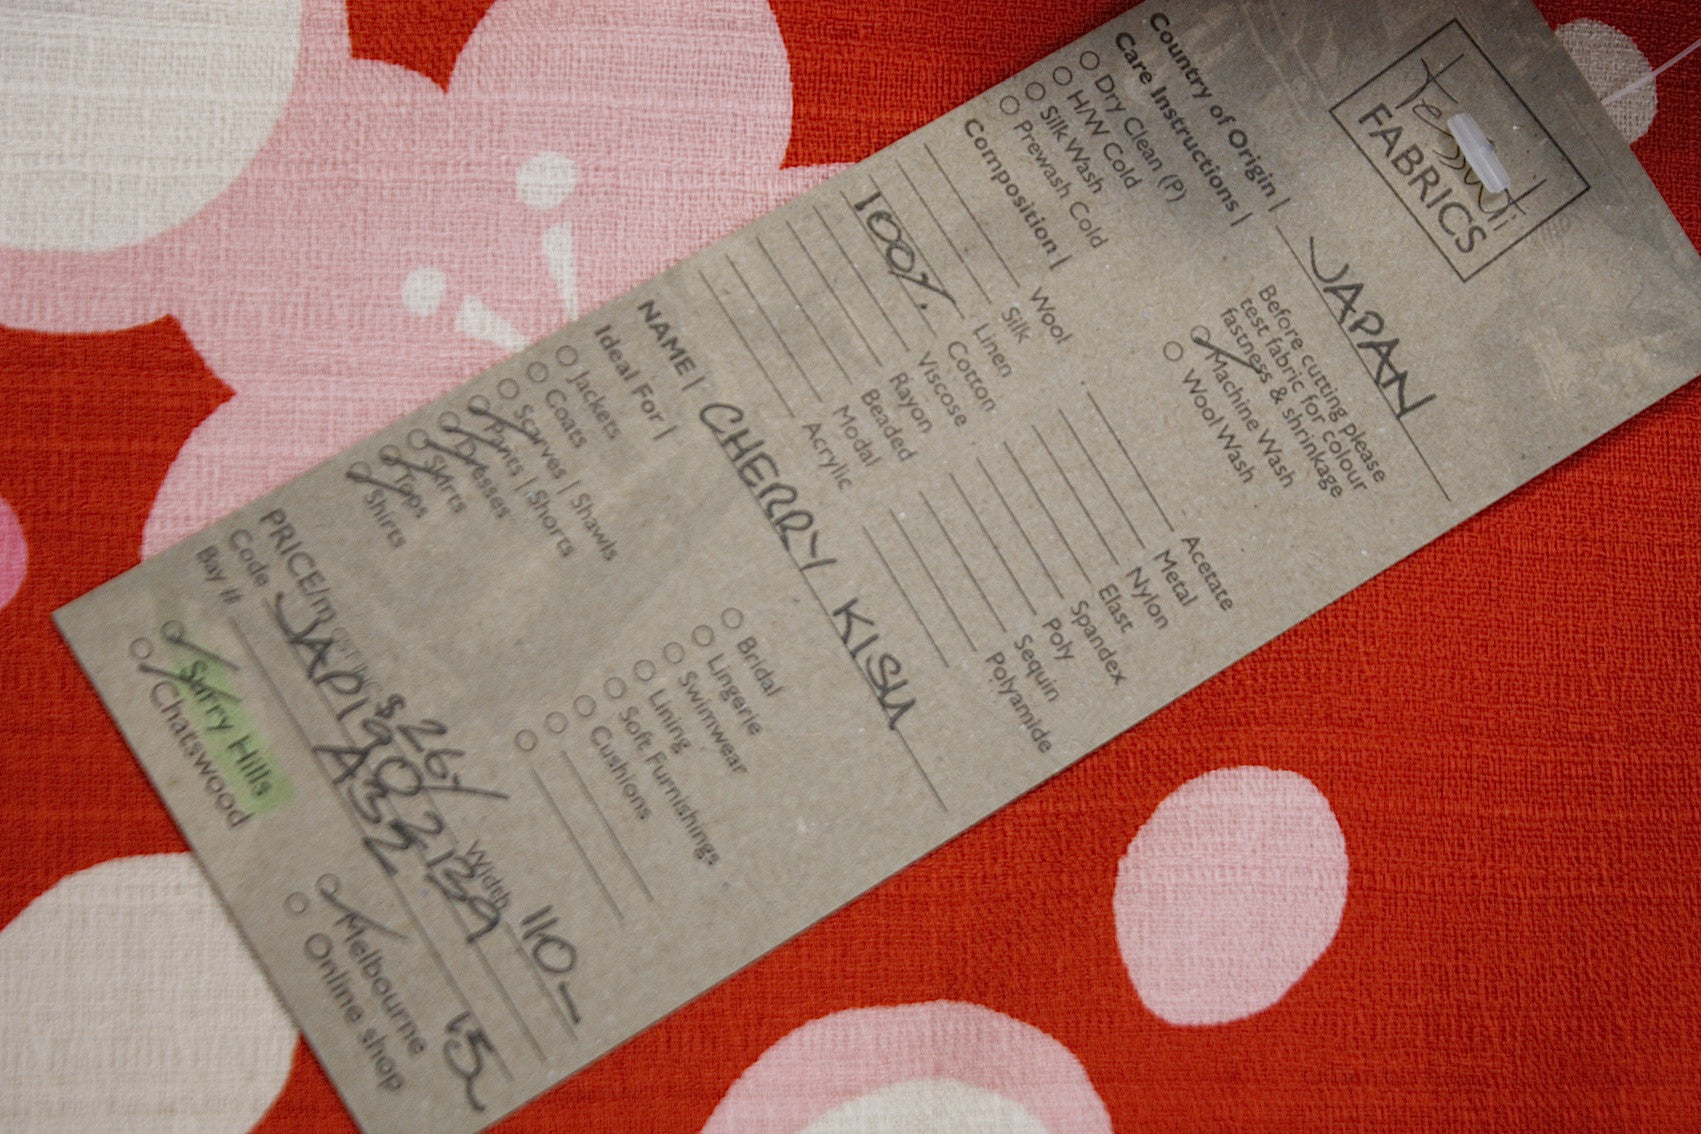 Tessuti
FABRICS
Country of Origin | JAPAN
Care Instructions |
Before cutting please
test fabric for colour
fastness & shrinkage
Dry Clean (P)
H/W Cold
Silk Wash
Prewash Cold
Machine Wash
Wool Wash
Composition |
Wool
Silk
Linen
100% Cotton
Viscose
Rayon
Beaded
Modal
Acrylic
Acetate
Metal
Nylon
Elast
Spandex
Poly
Sequin
Polyamide
NAME | CHERRY KISU
Ideal For |
Jackets
Coats
Scarves | Shawls
Pants | Shorts
Dresses
Skirts
Tops
Shirts
Bridal
Lingerie
Swimwear
Lining
Soft Furnishings
Cushions
PRICE/m $26- Width 110-
Code JAP1902139 15
Bay # A32
Surry Hills
Chatswood
Melbourne
Online shop